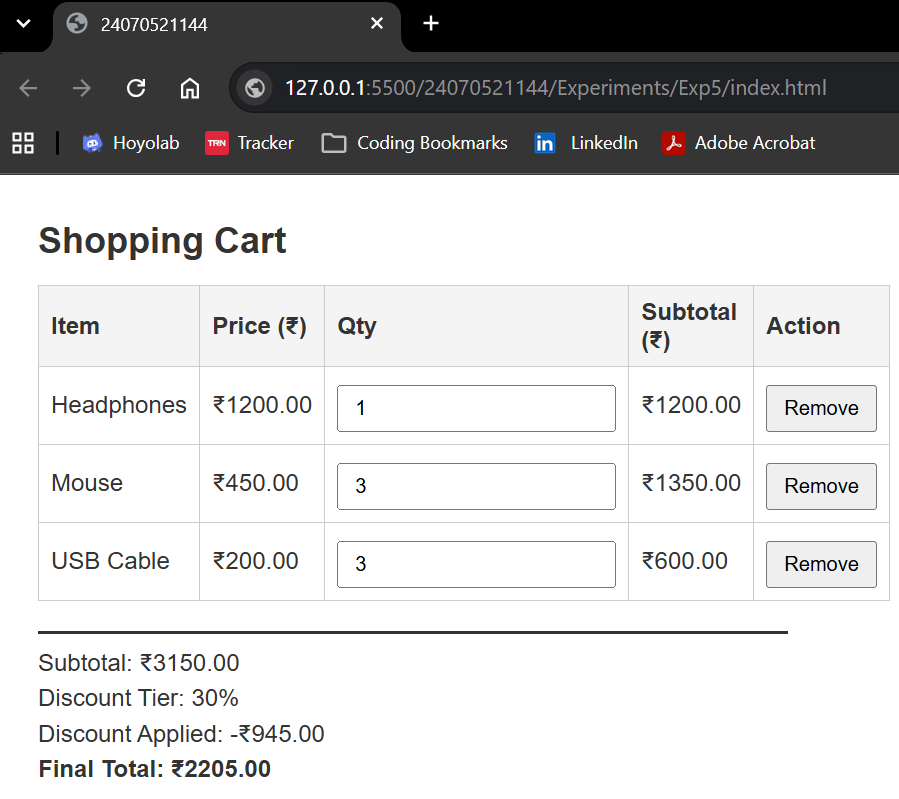 24070521144
127.0.0.1:5500/24070521144/Experiments/Exp5/index.html
Hoyolab TRN Tracker Coding Bookmarks in LinkedIn Adobe Acrobat
Shopping Cart
Item Price (₹) Qty Subtotal (₹) Action
Headphones ₹1200.00 1 ₹1200.00 Remove
Mouse ₹450.00 3 ₹1350.00 Remove
USB Cable ₹200.00 3 ₹600.00 Remove
Subtotal: ₹3150.00
Discount Tier: 30%
Discount Applied: -₹945.00
Final Total: ₹2205.00